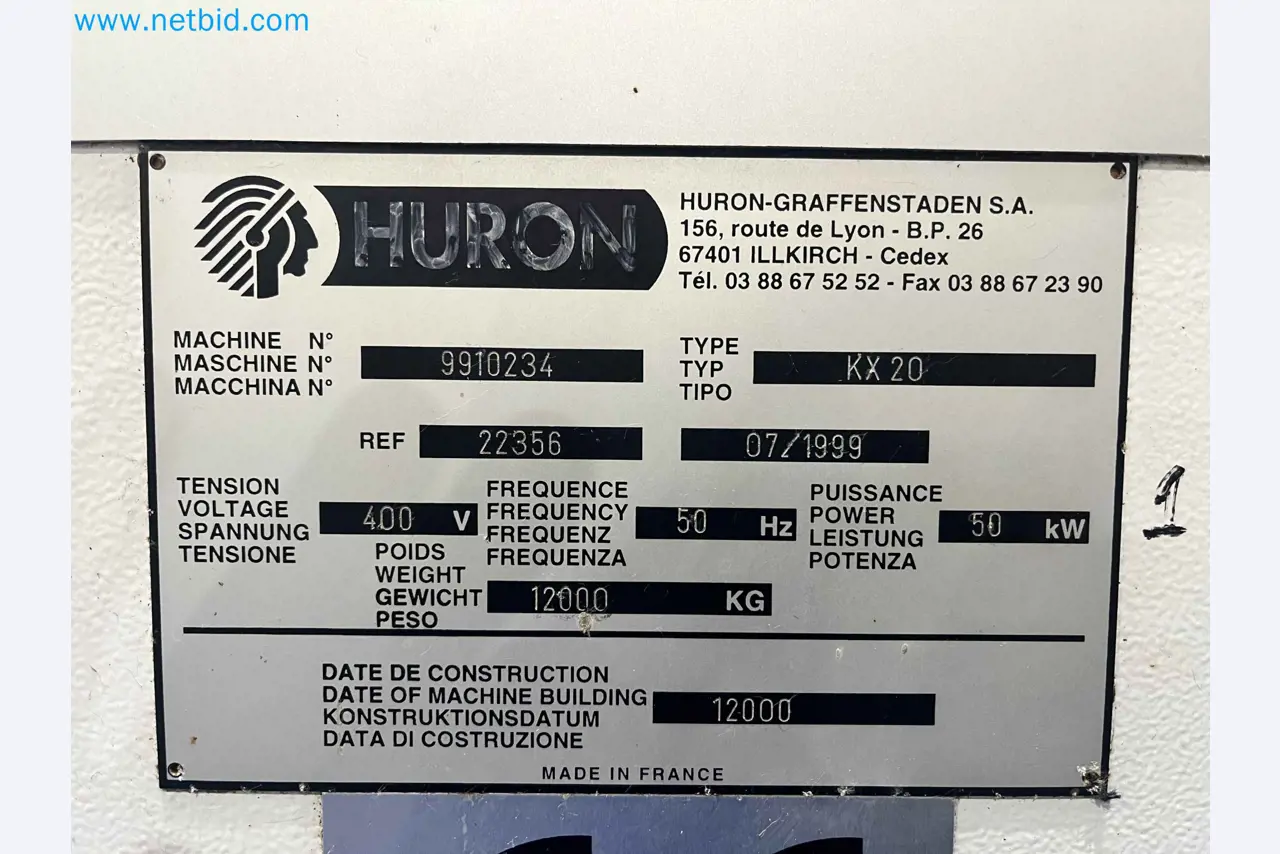 www.netbid.com
HURON
HURON-GRAFFENSTADEN S.A.
156, route de Lyon - B.P. 26
67401 ILLKIRCH - Cedex
Tél. 03 88 67 52 52 - Fax 03 88 67 23 90
MACHINE N°
MASCHINE N° 9910234
MACCHINA N°
TYPE
TYP KX 20
TIPO
REF 22356 07/1999
TENSION
VOLTAGE 400 V
SPANNUNG
TENSIONE
FREQUENCE
FREQUENCY 50 Hz
FREQUENZ
FREQUENZA
PUISSANCE
POWER 50 kW
LEISTUNG
POTENZA
POIDS
WEIGHT
GEWICHT 12000 KG
PESO
DATE DE CONSTRUCTION
DATE OF MACHINE BUILDING 12000
KONSTRUKTIONSDATUM
DATA DI COSTRUZIONE
MADE IN FRANCE
1